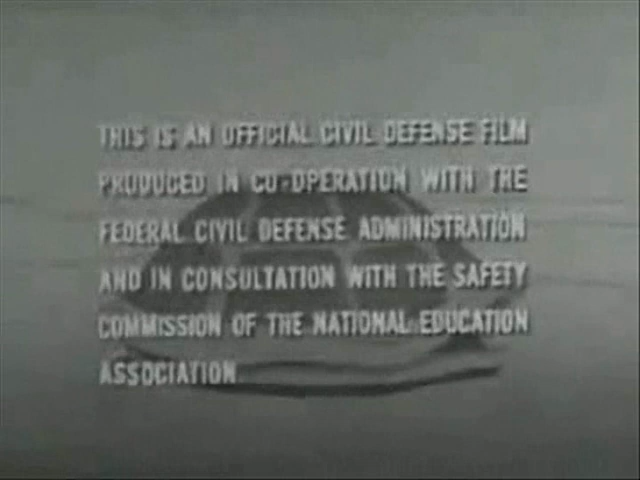 THIS IS AN OFFICIAL CIVIL DEFENSE FILM
PRODUCED IN CO-OPERATION WITH THE
FEDERAL CIVIL DEFENSE ADMINISTRATION
AND IN CONSULTATION WITH THE SAFETY
COMMISSION OF THE NATIONAL EDUCATION
ASSOCIATION